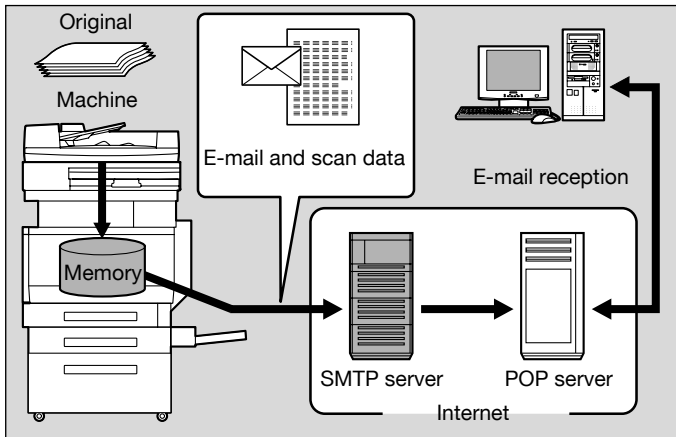 Original
Machine
E-mail and scan data
E-mail reception
Memory
SMTP server
POP server
Internet